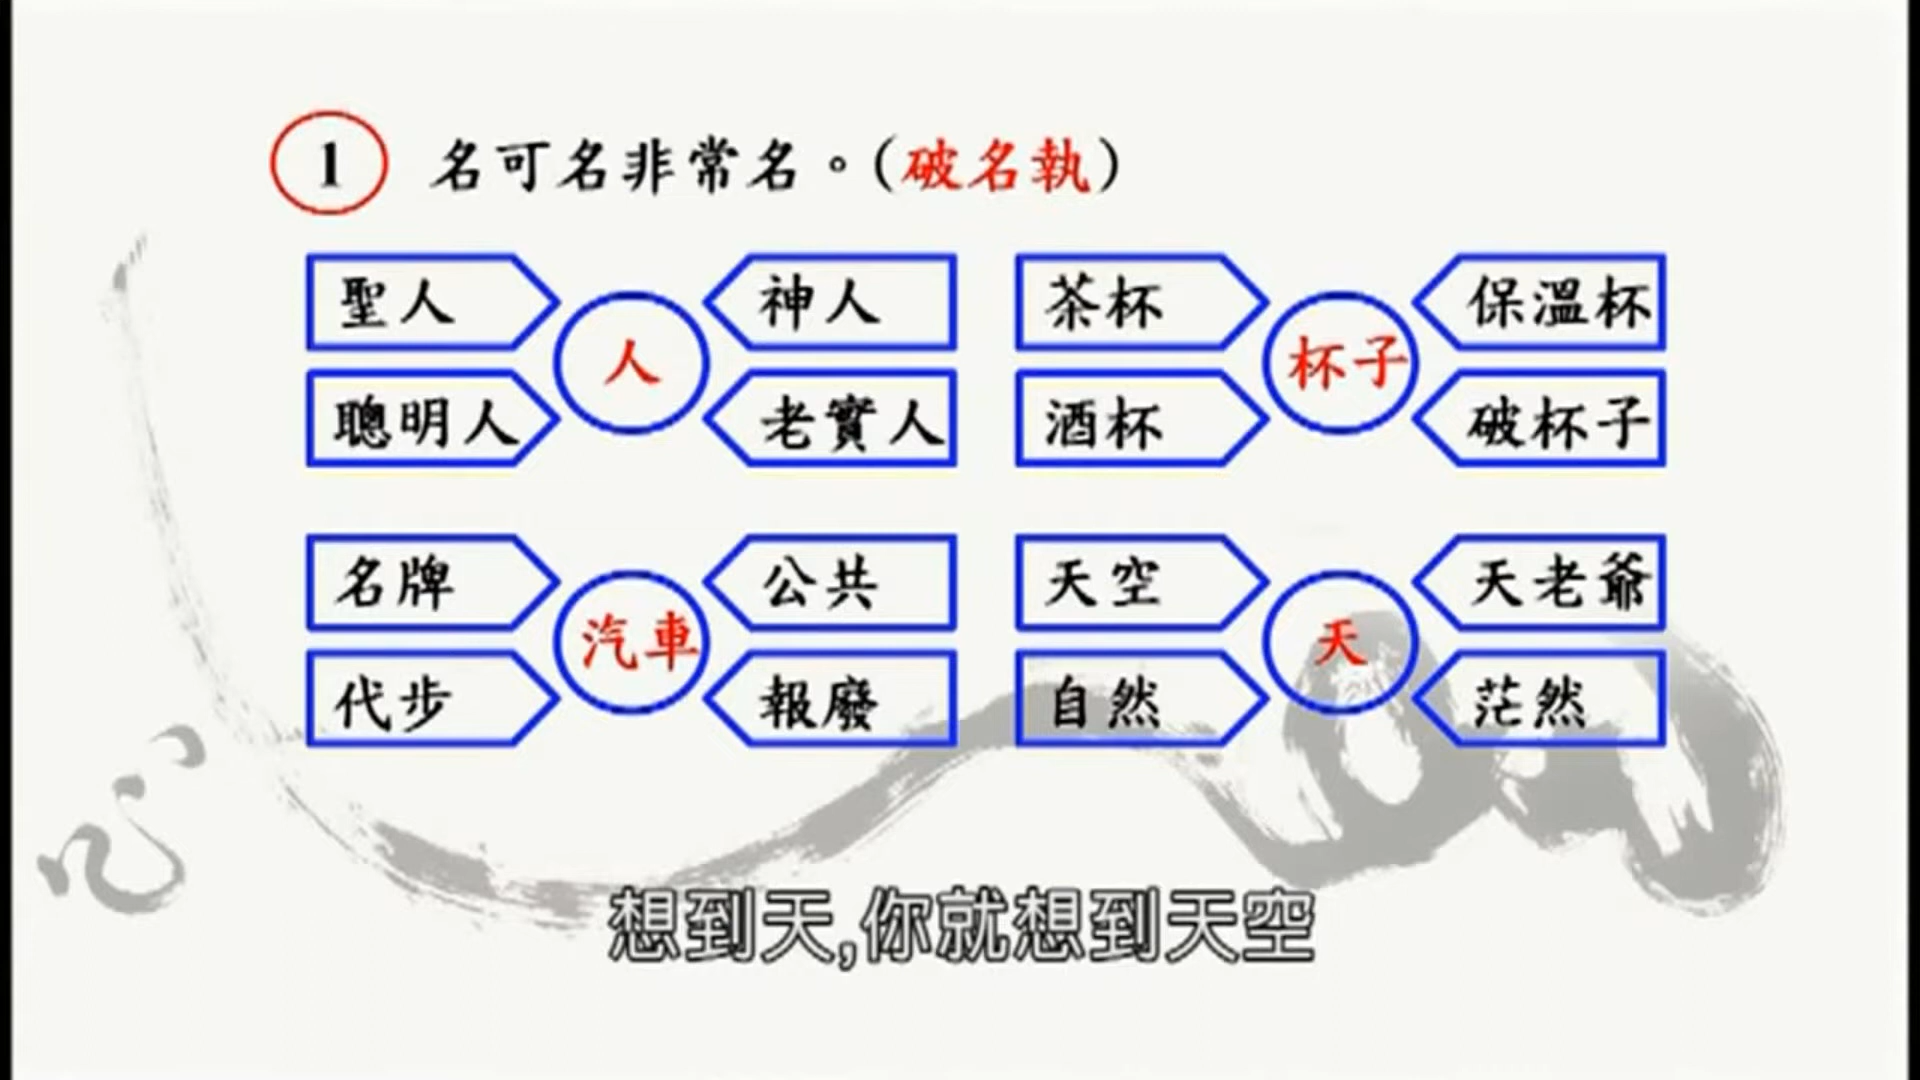 1 名可名非常名。(破名執)
聖人 神人 茶杯 保溫杯
人 杯子
聰明人 老實人 酒杯 破杯子
名牌 公共 天空 天老爺
汽車 天
代步 報廢 自然 茫然
想到天,你就想到天空